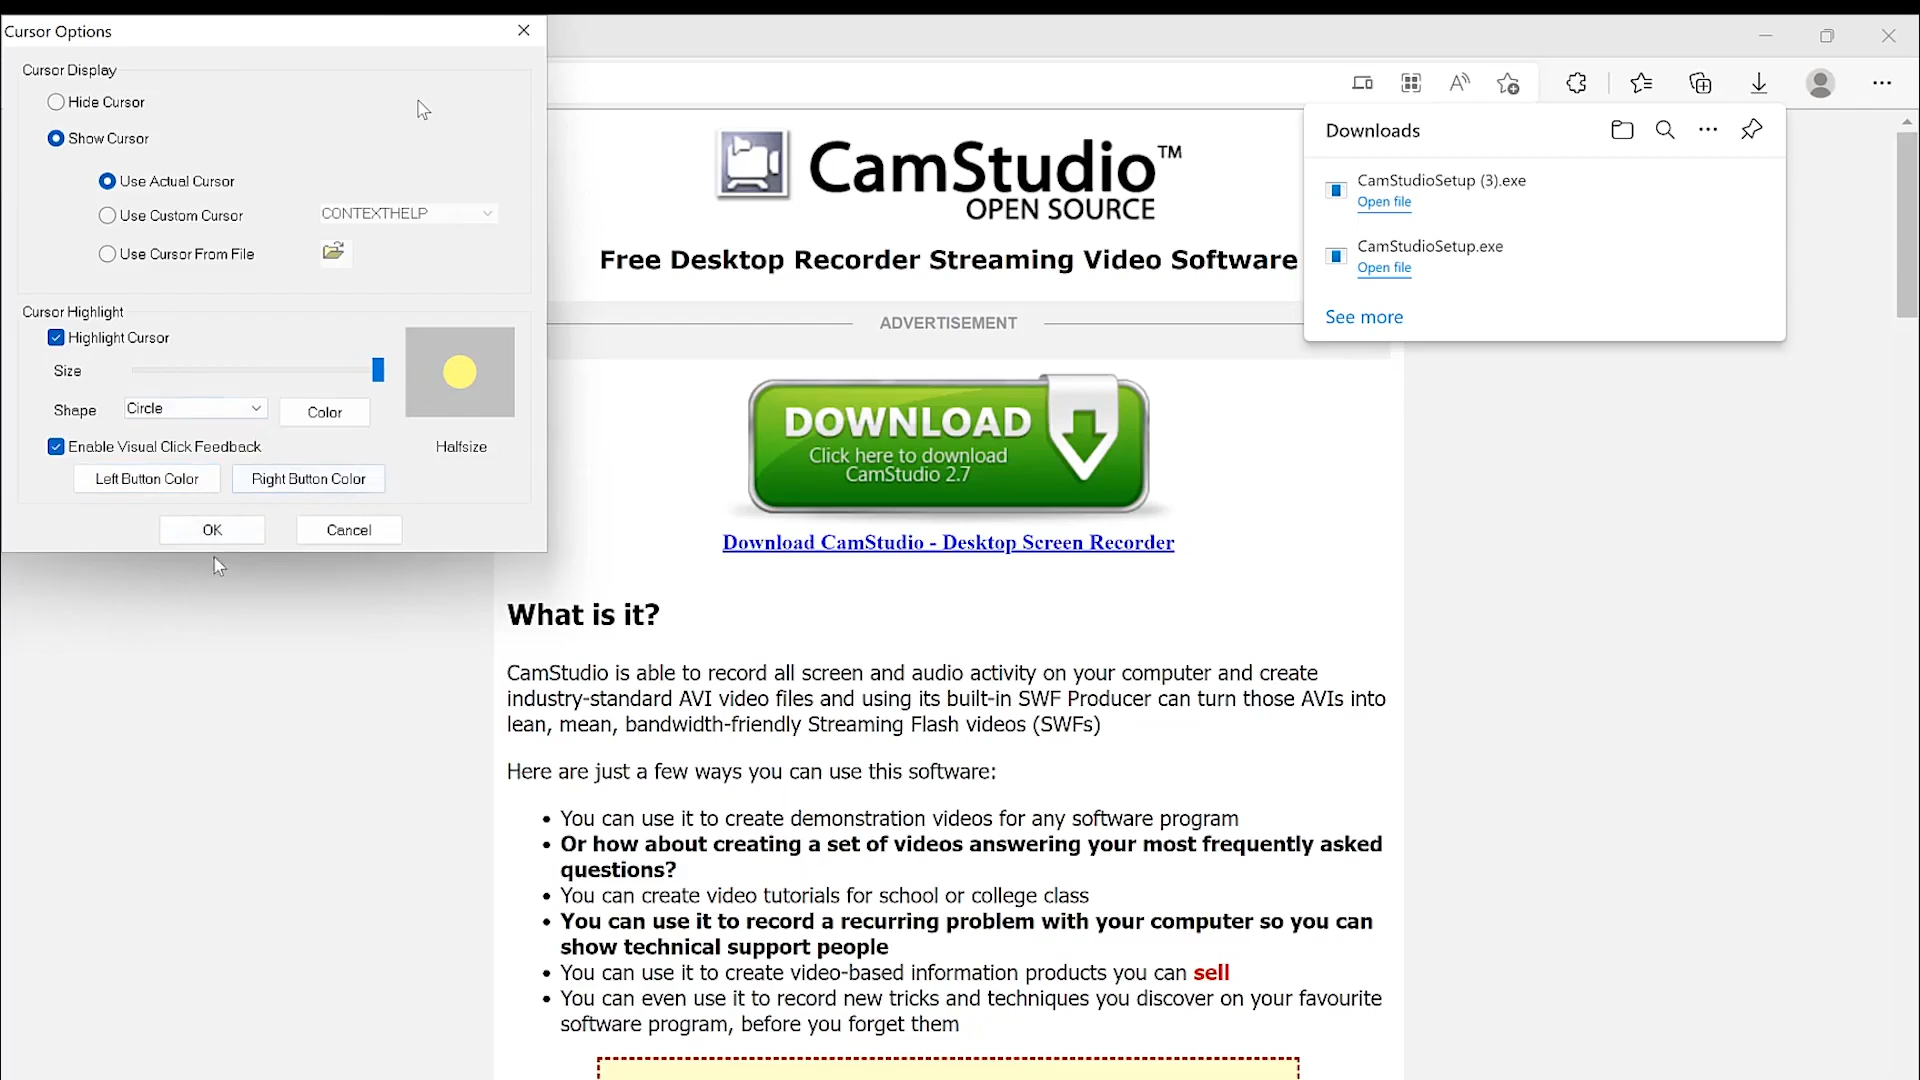 Cursor Options
Cursor Display
Hide Cursor
Show Cursor
Use Actual Cursor
Use Custom Cursor
CONTEXTHELP
Use Cursor From File
Cursor Highlight
Highlight Cursor
Size
Shape
Circle
Color
Enable Visual Click Feedback
Halfsize
Left Button Color
Right Button Color
OK
Cancel
CamStudio™
OPEN SOURCE
Free Desktop Recorder Streaming Video Software
ADVERTISEMENT
DOWNLOAD
Click here to download
CamStudio 2.7
Download CamStudio - Desktop Screen Recorder
Downloads
CamStudioSetup (3).exe
Open file
CamStudioSetup.exe
Open file
See more
What is it?
CamStudio is able to record all screen and audio activity on your computer and create
industry-standard AVI video files and using its built-in SWF Producer can turn those AVIs into
lean, mean, bandwidth-friendly Streaming Flash videos (SWFs)
Here are just a few ways you can use this software:
• You can use it to create demonstration videos for any software program
• Or how about creating a set of videos answering your most frequently asked
questions?
• You can create video tutorials for school or college class
• You can use it to record a recurring problem with your computer so you can
show technical support people
• You can use it to create video-based information products you can sell
• You can even use it to record new tricks and techniques you discover on your favourite
software program, before you forget them